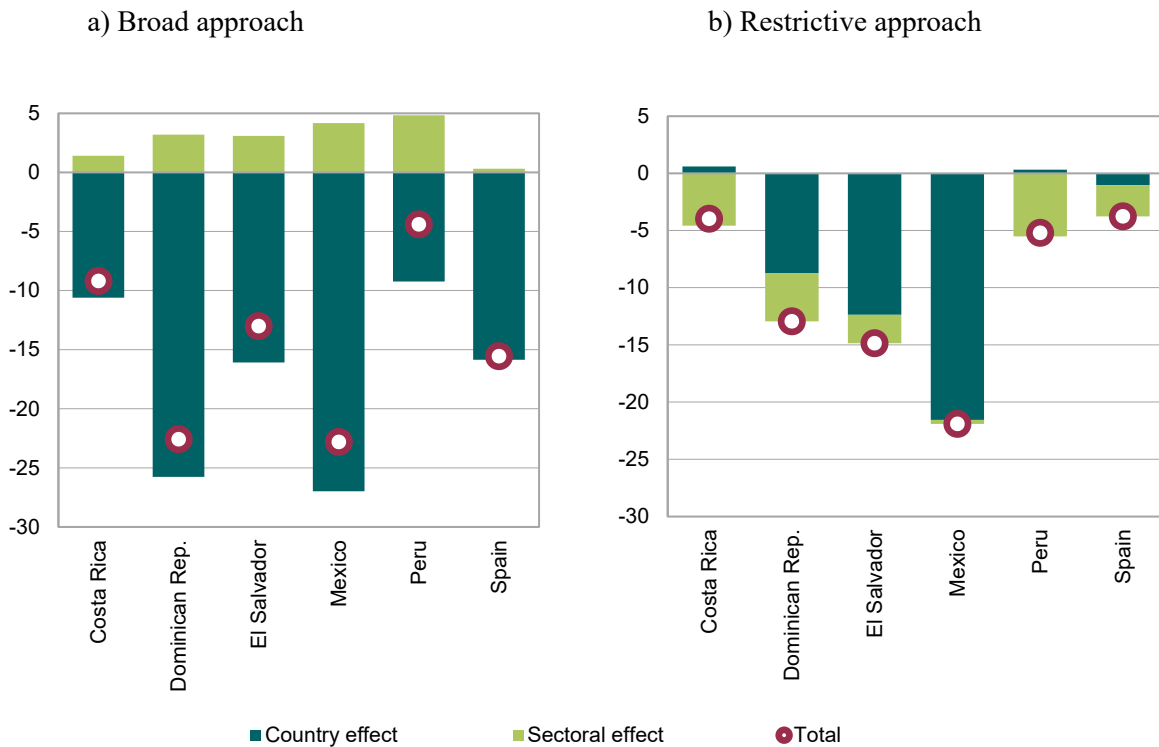 a) Broad approach
5
0
-5
-10
-15
-20
-25
-30
Costa Rica
Dominican Rep.
El Salvador
Mexico
Peru
Spain
b) Restrictive approach
5
0
-5
-10
-15
-20
-25
-30
Costa Rica
Dominican Rep.
El Salvador
Mexico
Peru
Spain
Country effect
Sectoral effect
Total